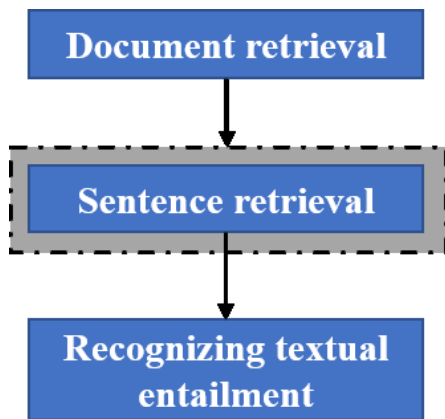 Document retrieval
Sentence retrieval
Recognizing textual
entailment